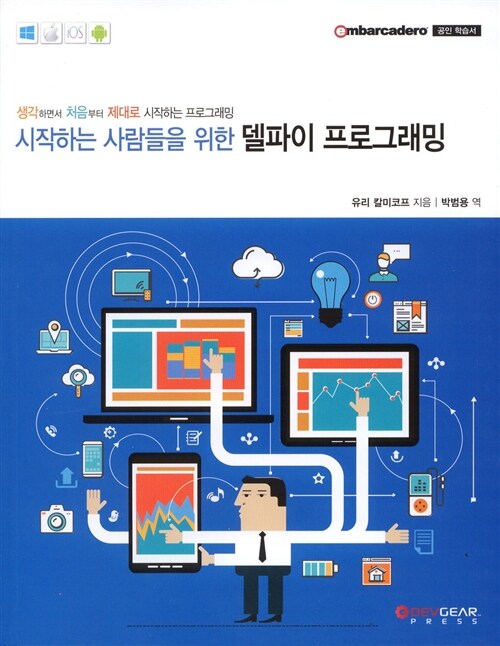 iOS
embarcadero 공인 학습서
생각하면서 처음부터 제대로 시작하는 프로그래밍
시작하는 사람들을 위한 델파이 프로그래밍
유리 칼미코프 지음 | 박범용 역
DEVGEAR
PRESS